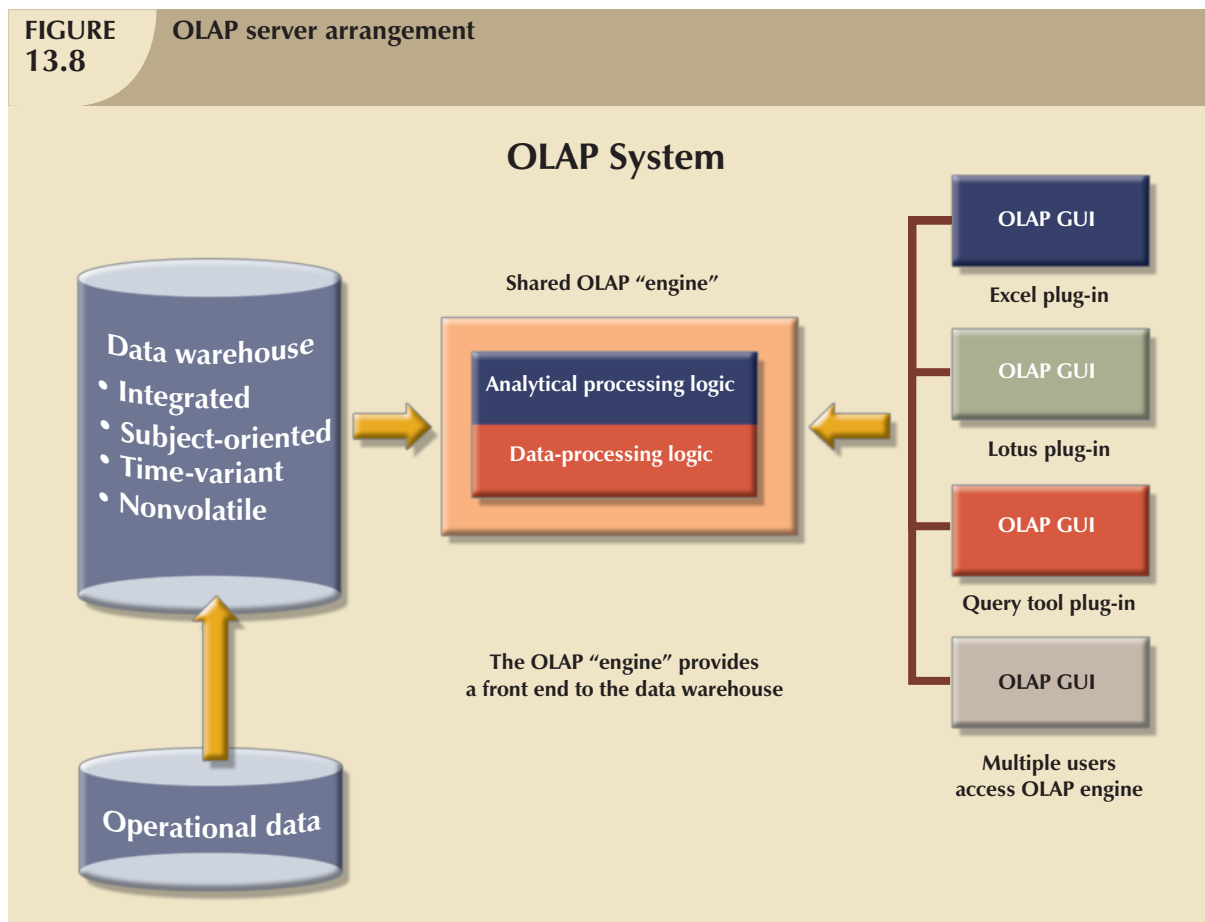 FIGURE
13.8
OLAP server arrangement
OLAP System
Data warehouse
• Integrated
• Subject-oriented
• Time-variant
• Nonvolatile
Operational data
Shared OLAP “engine”
Analytical processing logic
Data-processing logic
The OLAP “engine” provides
a front end to the data warehouse
OLAP GUI
Excel plug-in
OLAP GUI
Lotus plug-in
OLAP GUI
Query tool plug-in
OLAP GUI
Multiple users
access OLAP engine